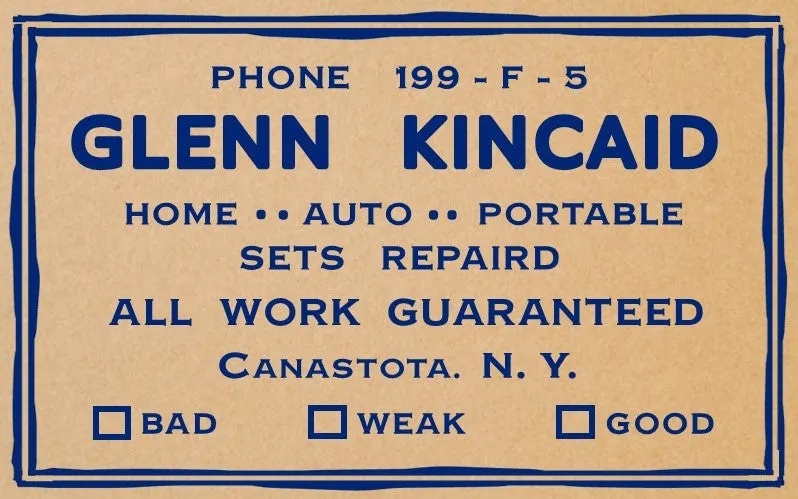 PHONE 199 - F - 5
GLENN KINCAID
HOME •• AUTO •• PORTABLE
SETS REPAIRD
ALL WORK GUARANTEED
CANASTOTA. N. Y.
☐ BAD ☐ WEAK ☐ GOOD